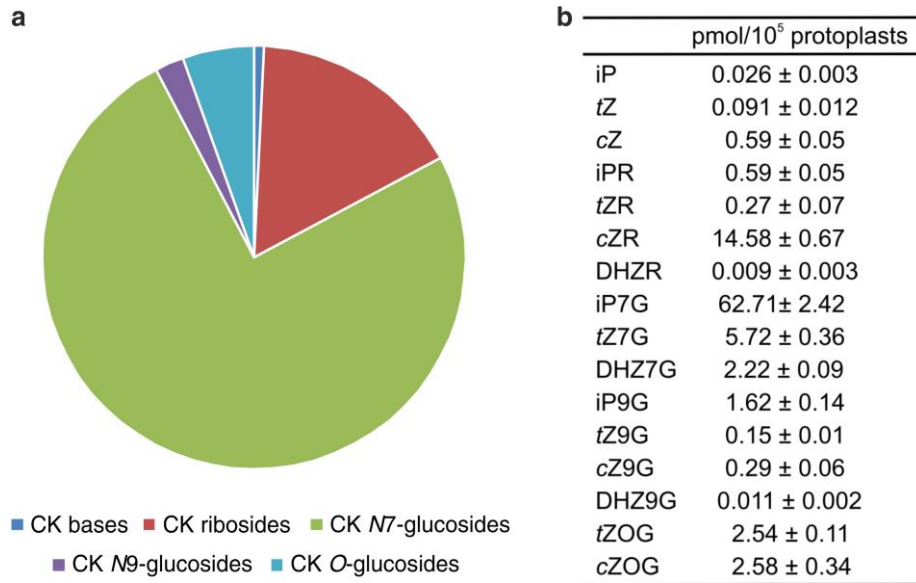 a
CK bases CK ribosides CK N7-glucosides
CK N9-glucosides CK O-glucosides
b
pmol/10⁵ protoplasts
iP 0.026 ± 0.003
tZ 0.091 ± 0.012
cZ 0.59 ± 0.05
iPR 0.59 ± 0.05
tZR 0.27 ± 0.07
cZR 14.58 ± 0.67
DHZR 0.009 ± 0.003
iP7G 62.71± 2.42
tZ7G 5.72 ± 0.36
DHZ7G 2.22 ± 0.09
iP9G 1.62 ± 0.14
tZ9G 0.15 ± 0.01
cZ9G 0.29 ± 0.06
DHZ9G 0.011 ± 0.002
tZOG 2.54 ± 0.11
cZOG 2.58 ± 0.34